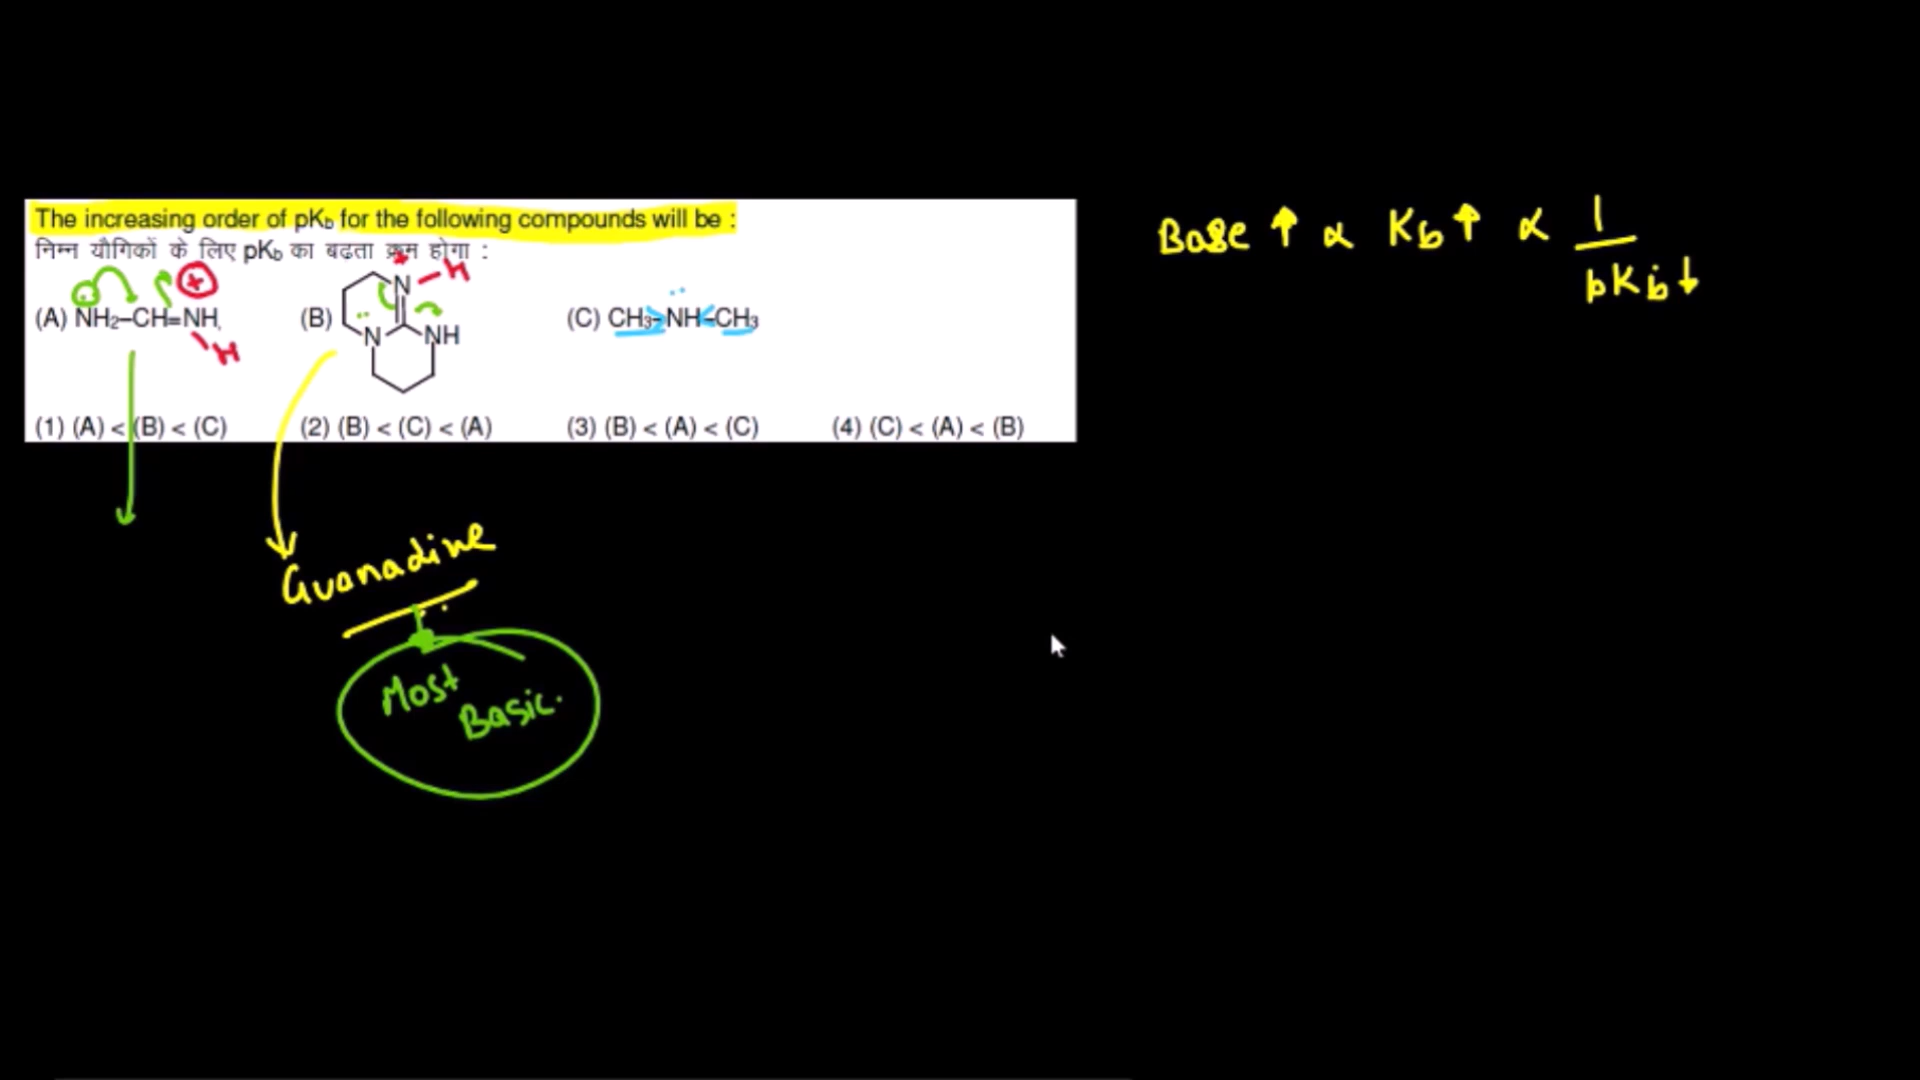 The increasing order of pKb for the following compounds will be :
निम्न यौगिकों के लिए pKb का बढता क्रम होगा :
(A) NH2–CH=NH,
+
H
(B)
N
N
NH
+
H
(C) CH3–NH–CH3
(1) (A) < (B) < (C)
(2) (B) < (C) < (A)
(3) (B) < (A) < (C)
(4) (C) < (A) < (B)
Base ↑ ∝ Kb ↑ ∝ 1/pKb ↓
Guanadine
Most
Basic.